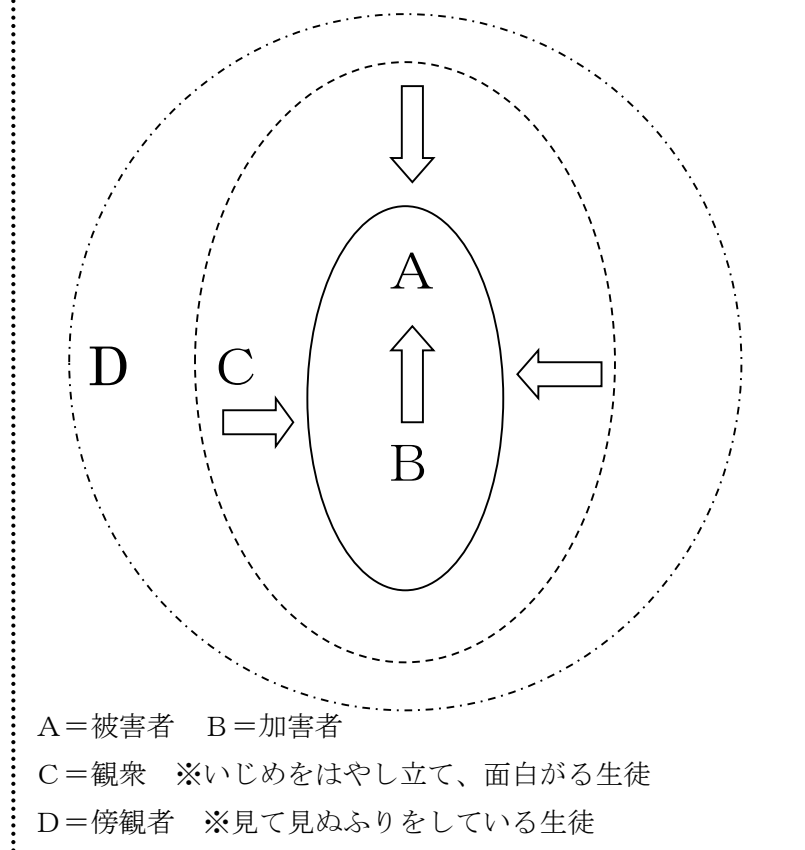 A
D C
B
A＝被害者　B＝加害者
C＝観衆　※いじめをはやし立て、面白がる生徒
D＝傍観者　※見て見ぬふりをしている生徒